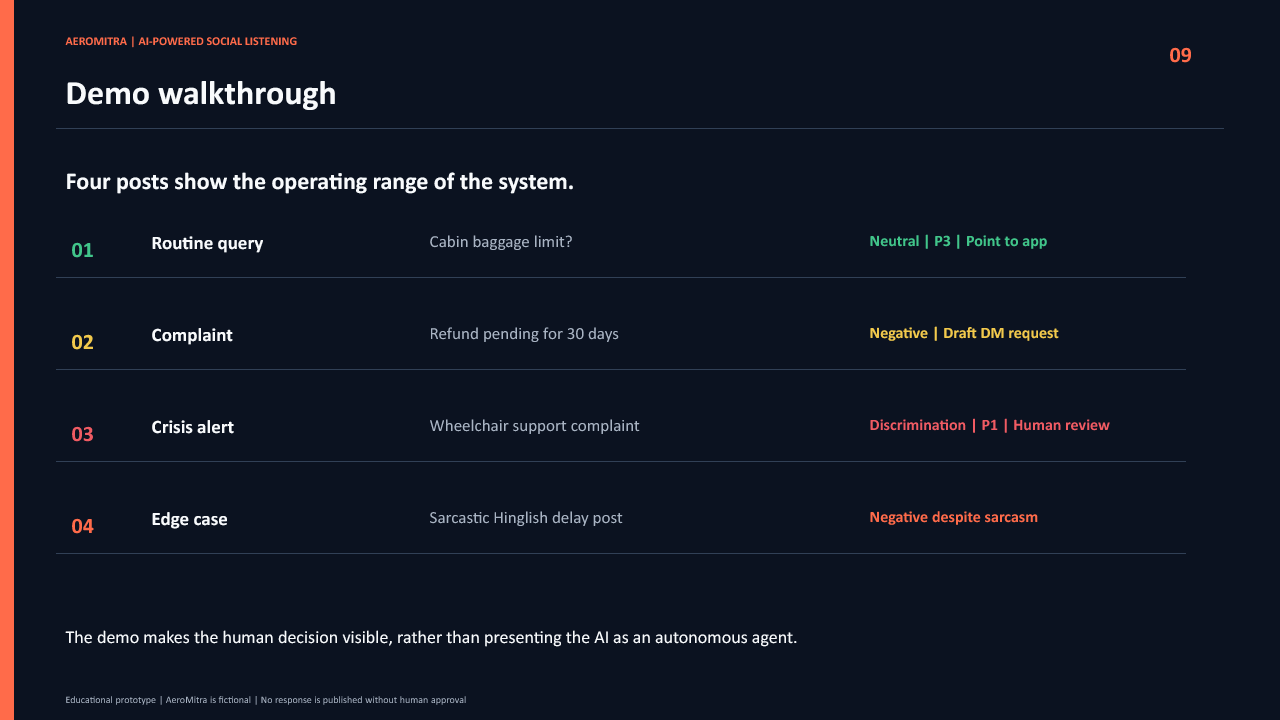 AEROMITRA | AI-POWERED SOCIAL LISTENING
09
Demo walkthrough
Four posts show the operating range of the system.
01 Routine query Cabin baggage limit? Neutral | P3 | Point to app
02 Complaint Refund pending for 30 days Negative | Draft DM request
03 Crisis alert Wheelchair support complaint Discrimination | P1 | Human review
04 Edge case Sarcastic Hinglish delay post Negative despite sarcasm
The demo makes the human decision visible, rather than presenting the AI as an autonomous agent.
Educational prototype | AeroMitra is fictional | No response is published without human approval